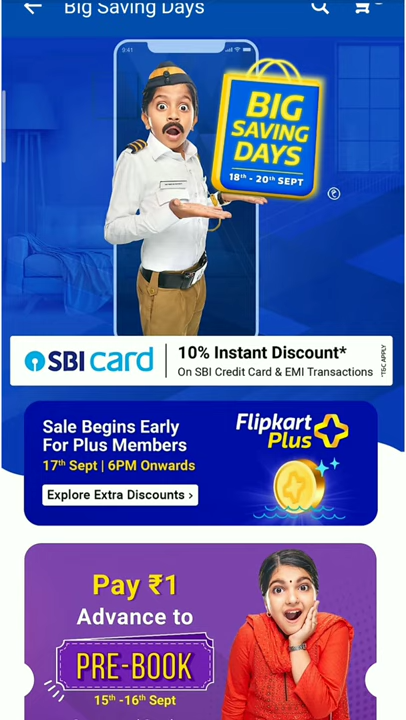 Big Saving Days
9:41
BIG
SAVING
DAYS
18th - 20th SEPT
SBI card
10% Instant Discount*
On SBI Credit Card & EMI Transactions
*T&C APPLY
Sale Begins Early
For Plus Members
17th Sept | 6PM Onwards
Explore Extra Discounts ›
Flipkart
Plus
Pay ₹1
Advance to
PRE-BOOK
15th -16th Sept